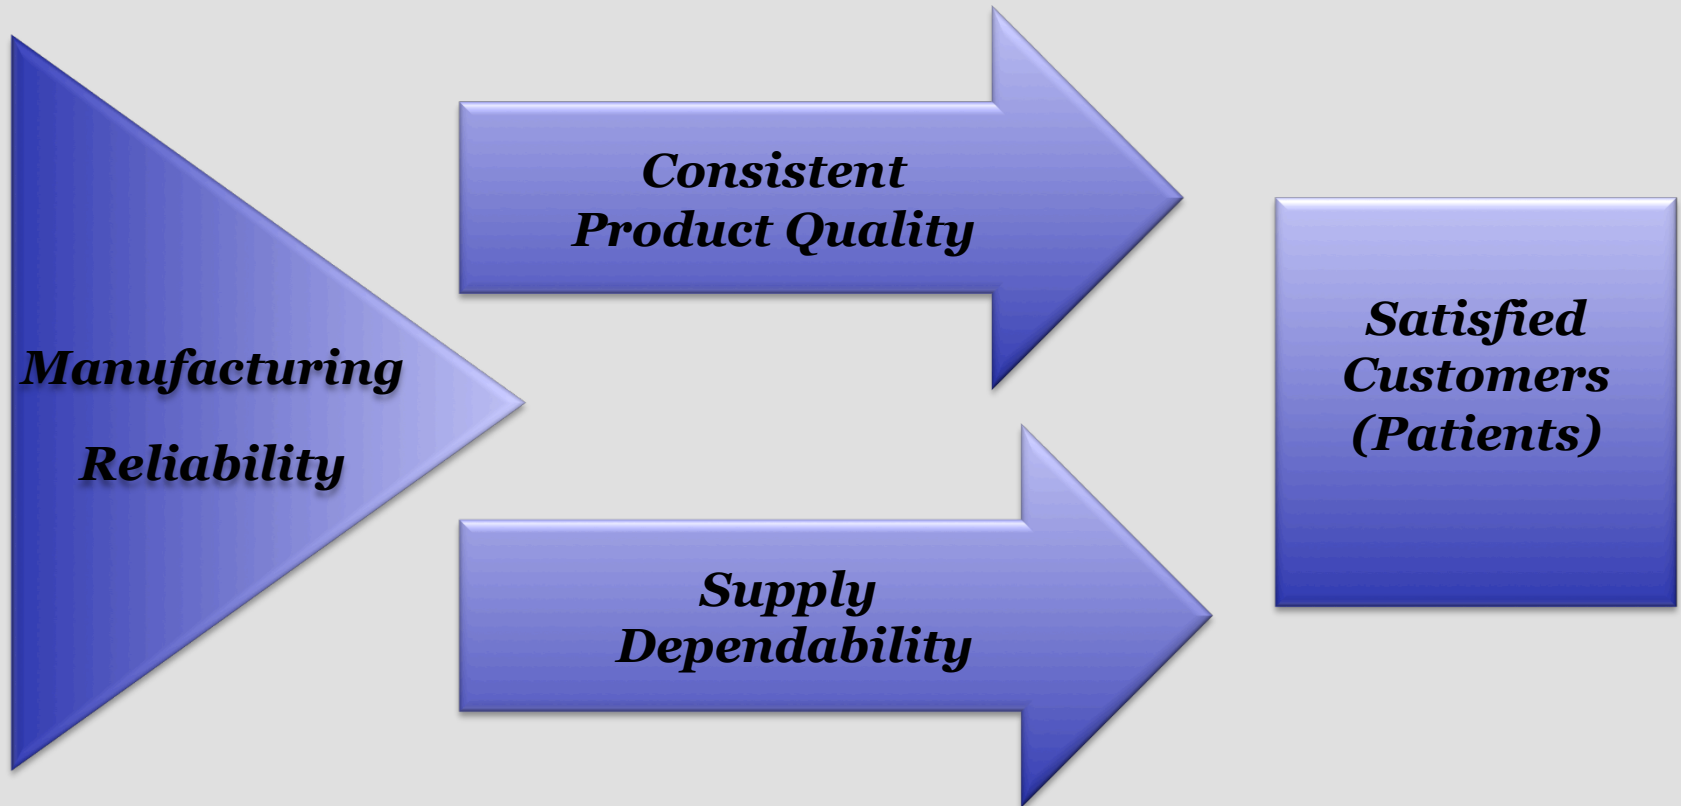 Manufacturing
Reliability
Consistent
Product Quality
Supply
Dependability
Satisfied
Customers
(Patients)